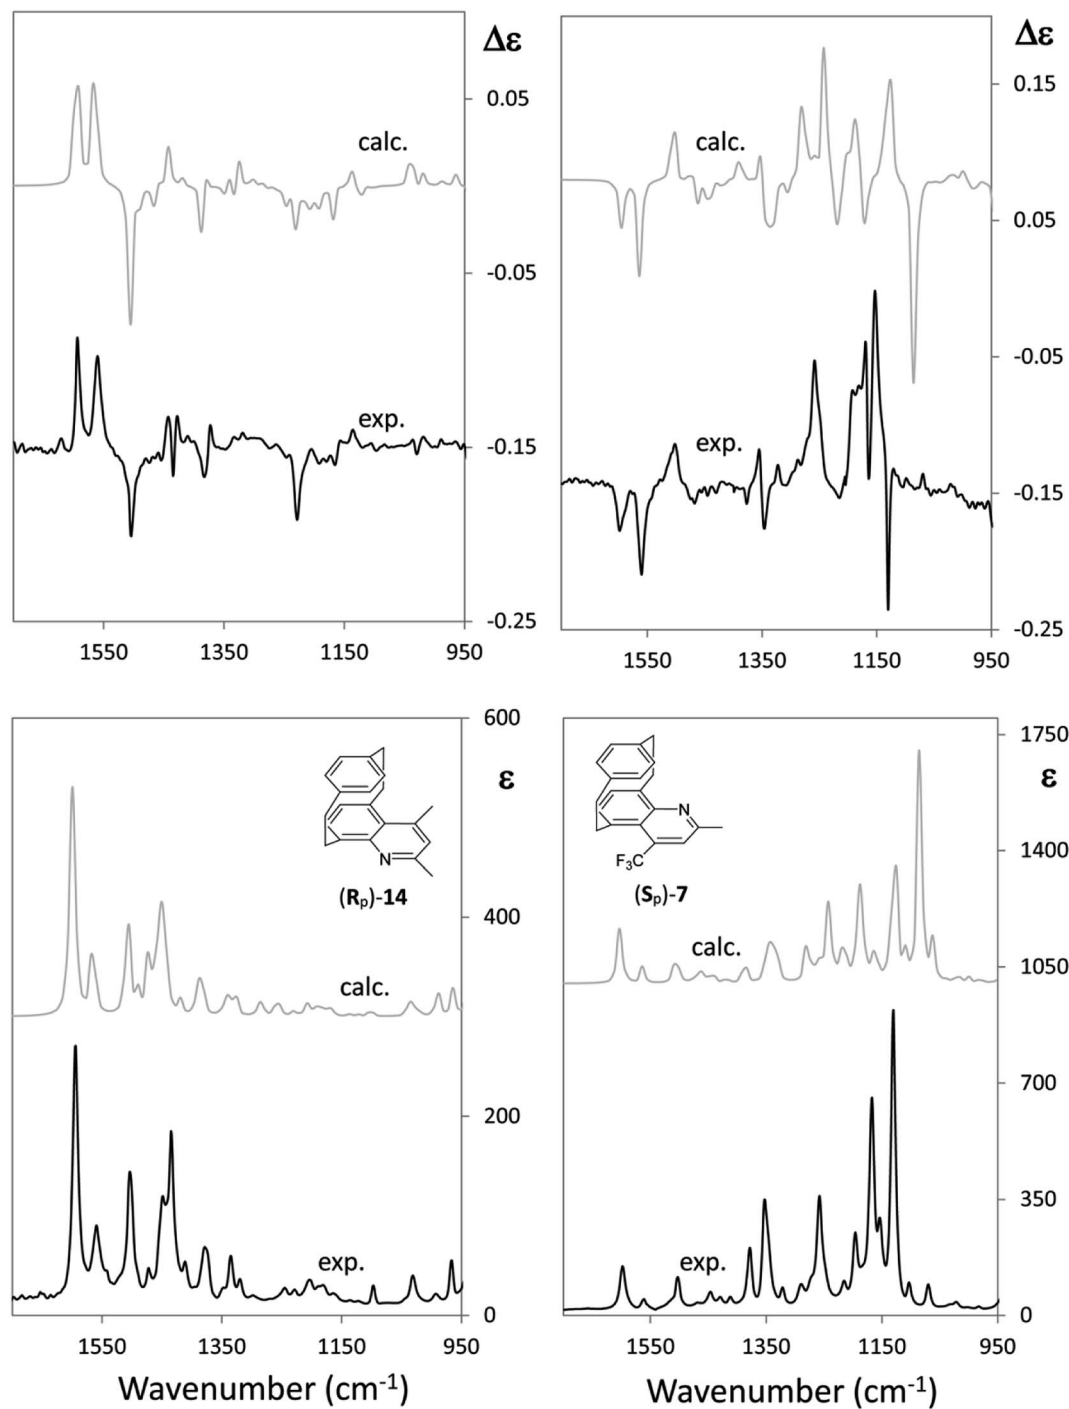 Δε
0.05
-0.05
-0.15
-0.25
calc.
exp.
1550 1350 1150 950
Δε
0.15
0.05
-0.05
-0.15
-0.25
calc.
exp.
1550 1350 1150 950
600
ε
400
200
0
N
(Rp)-14
calc.
exp.
1550 1350 1150 950
Wavenumber (cm-1)
1750
ε
1400
1050
700
350
0
N
F3C
(Sp)-7
calc.
exp.
1550 1350 1150 950
Wavenumber (cm-1)